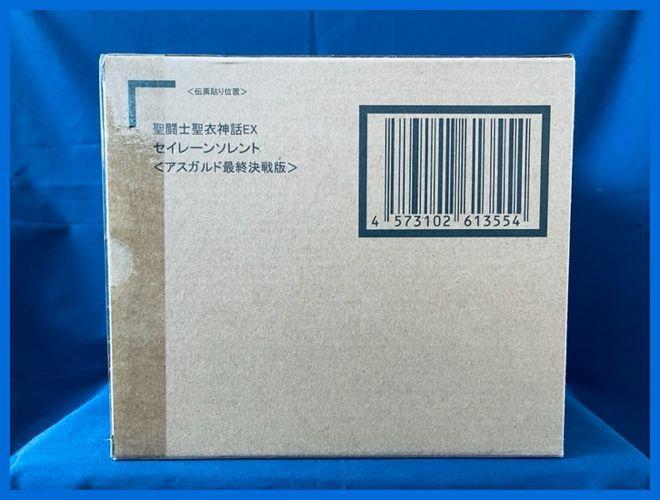 ＜伝票貼り位置＞
聖闘士聖衣神話EX
セイレーンソレント
＜アスガルド最終決戦版＞
4 573102 613554